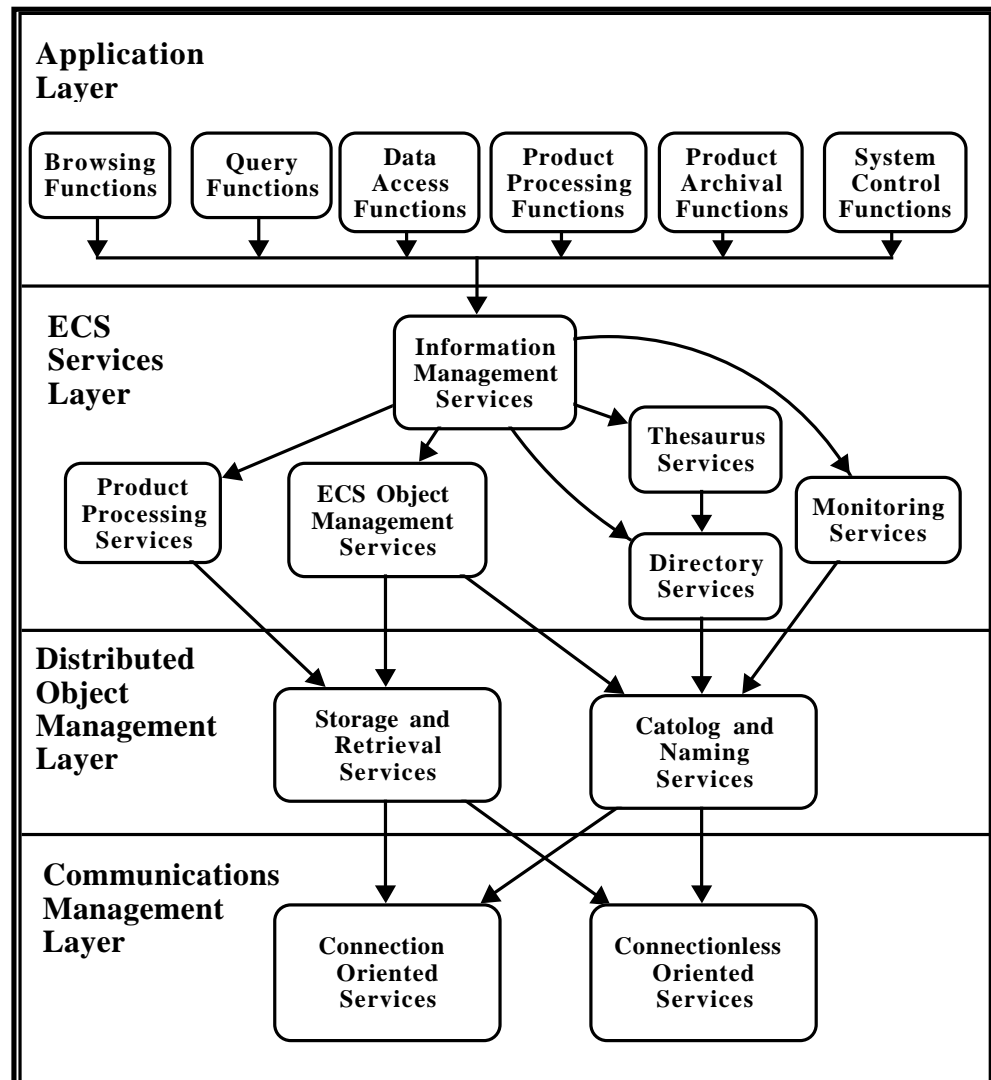 Application
Layer
Browsing
Functions
Query
Functions
Data
Access
Functions
Product
Processing
Functions
Product
Archival
Functions
System
Control
Functions
ECS
Services
Layer
Information
Management
Services
Thesaurus
Services
Product
Processing
Services
ECS Object
Management
Services
Monitoring
Services
Directory
Services
Distributed
Object
Management
Layer
Storage and
Retrieval
Services
Catolog and
Naming
Services
Communications
Management
Layer
Connection
Oriented
Services
Connectionless
Oriented
Services